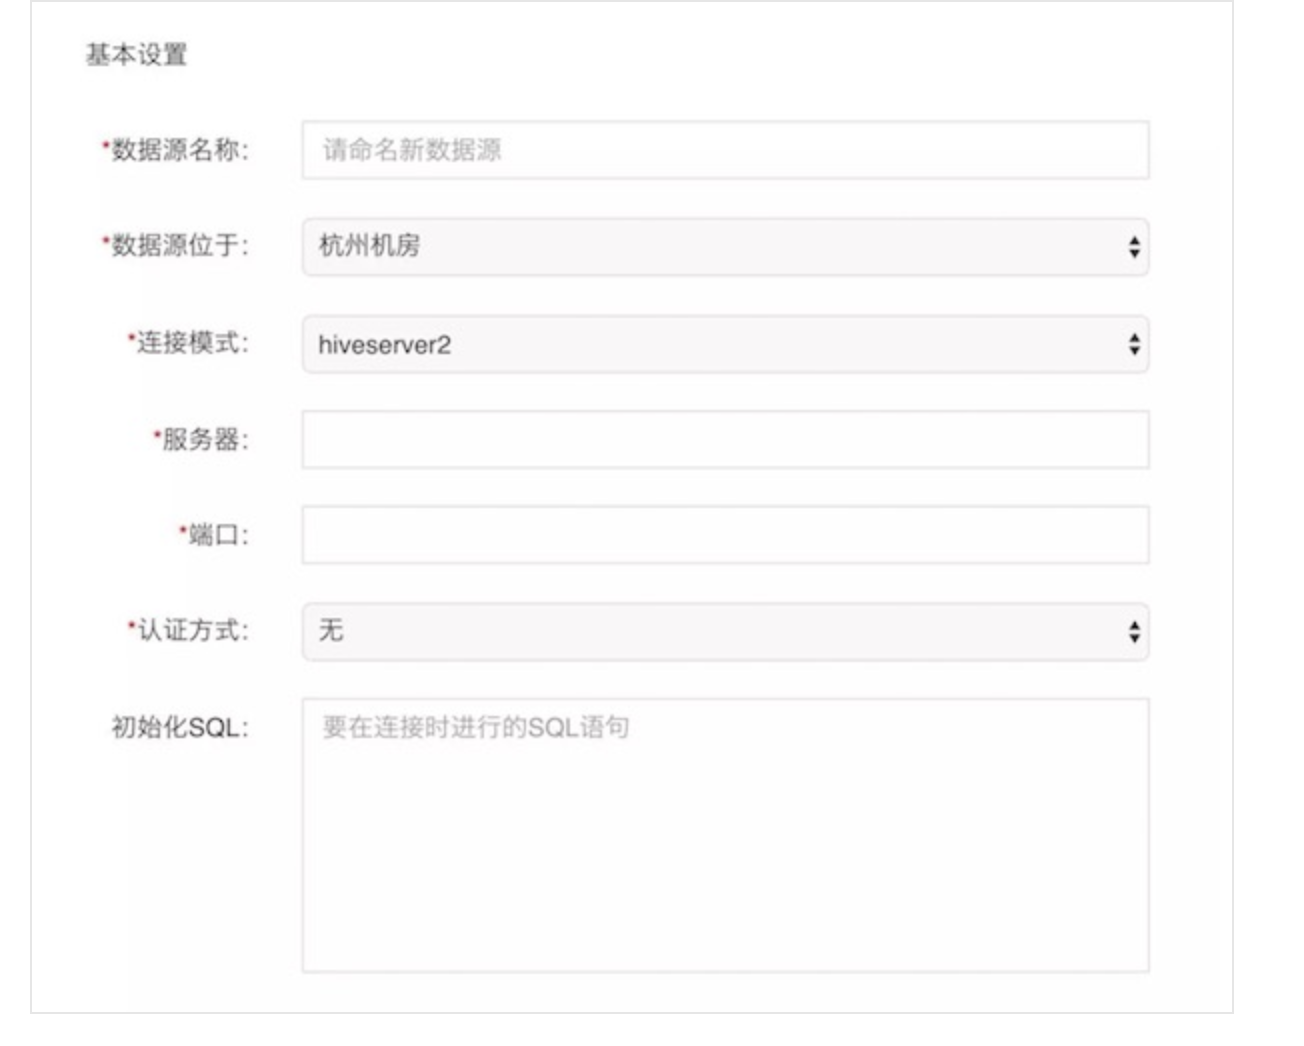 基本设置
*数据源名称: 请命名新数据源
*数据源位于: 杭州机房
*连接模式: hiveserver2
*服务器:
*端口:
*认证方式: 无
初始化SQL: 要在连接时进行的SQL语句